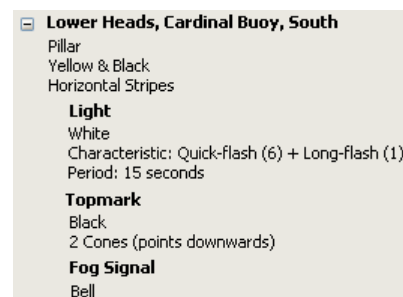 Lower Heads, Cardinal Buoy, South
Pillar
Yellow & Black
Horizontal Stripes
Light
White
Characteristic: Quick-flash (6) + Long-flash (1)
Period: 15 seconds
Topmark
Black
2 Cones (points downwards)
Fog Signal
Bell